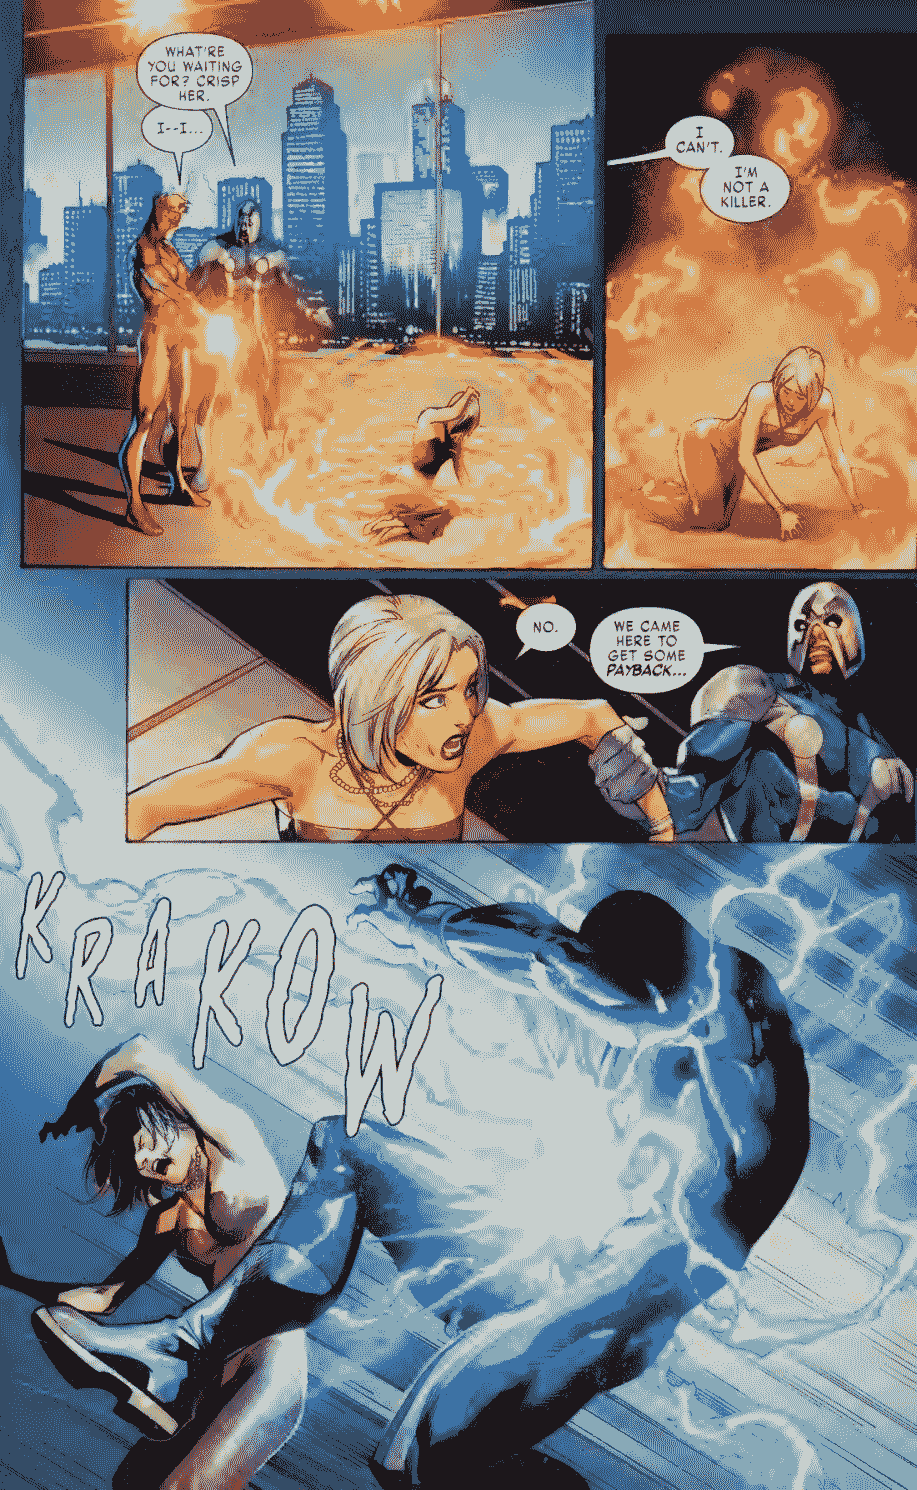 WHAT'RE
YOU WAITING
FOR? CRISP
HER.
I--I...
I
CAN'T.
I'M
NOT A
KILLER.
NO.
WE CAME
HERE TO
GET SOME
PAYBACK...
KRAKOW